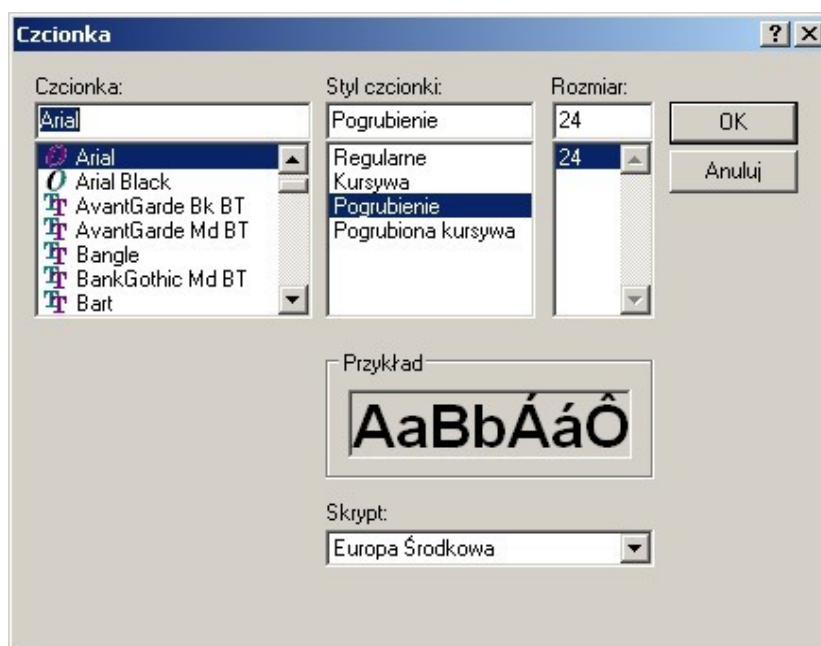 Czcionka
Czcionka:
Arial
Arial
Arial Black
AvantGarde Bk BT
AvantGarde Md BT
Bangle
BankGothic Md BT
Bart
Styl czcionki:
Pogrubienie
Regularne
Kursywa
Pogrubienie
Pogrubiona kursywa
Rozmiar:
24
24
OK
Anuluj
Przykład
AaBbÁáÔ
Skrypt:
Europa Środkowa